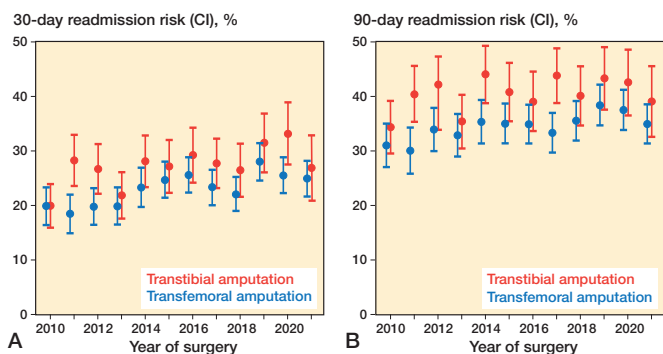 30-day readmission risk (CI), %
50
40
30
20
10
0
Transtibial amputation
Transfemoral amputation
2010 2012 2014 2016 2018 2020
A
Year of surgery
90-day readmission risk (CI), %
50
40
30
20
10
0
Transtibial amputation
Transfemoral amputation
2010 2012 2014 2016 2018 2020
B
Year of surgery